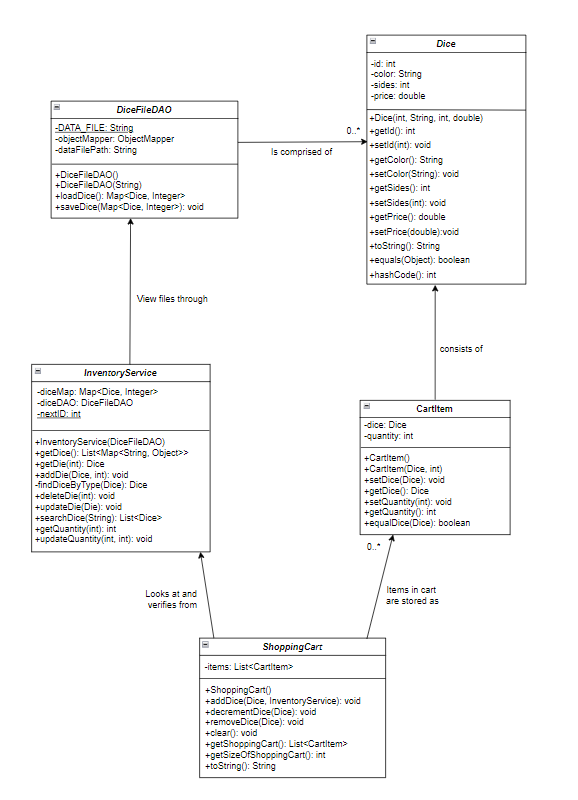 Dice
-id: int
-color: String
-sides: int
-price: double
+Dice(int, String, int, double)
+getId(): int
+setId(int): void
+getColor(): String
+setColor(String): void
+getSides(): int
+setSides(int): void
+getPrice(): double
+setPrice(double):void
+toString(): String
+equals(Object): boolean
+hashCode(): int
DiceFileDAO
-DATA_FILE: String
-objectMapper: ObjectMapper
-dataFilePath: String
+DiceFileDAO()
+DiceFileDAO(String)
+loadDice(): Map<Dice, Integer>
+saveDice(Map<Dice, Integer>): void
0..*
Is comprised of
View files through
consists of
InventoryService
-diceMap: Map<Dice, Integer>
-diceDAO: DiceFileDAO
-nextID: int
+InventoryService(DiceFileDAO)
+getDice(): List<Map<String, Object>>
+getDie(int): Dice
+addDie(Dice, int): void
-findDiceByType(Dice): Dice
+deleteDie(int): void
+updateDie(Die): void
+searchDice(String): List<Dice>
+getQuantity(int): int
+updateQuantity(int, int): void
CartItem
-dice: Dice
-quantity: int
+CartItem()
+CartItem(Dice, int)
+setDice(Dice): void
+getDice(): Dice
+setQuantity(int): void
+getQuantity(): int
+equalDice(Dice): boolean
0..*
Looks at and
verifies from
Items in cart
are stored as
ShoppingCart
-items: List<CartItem>
+ShoppingCart()
+addDice(Dice, InventoryService): void
+decrementDice(Dice): void
+removeDice(Dice): void
+clear(): void
+getShoppingCart(): List<CartItem>
+getSizeOfShoppingCart(): int
+toString(): String